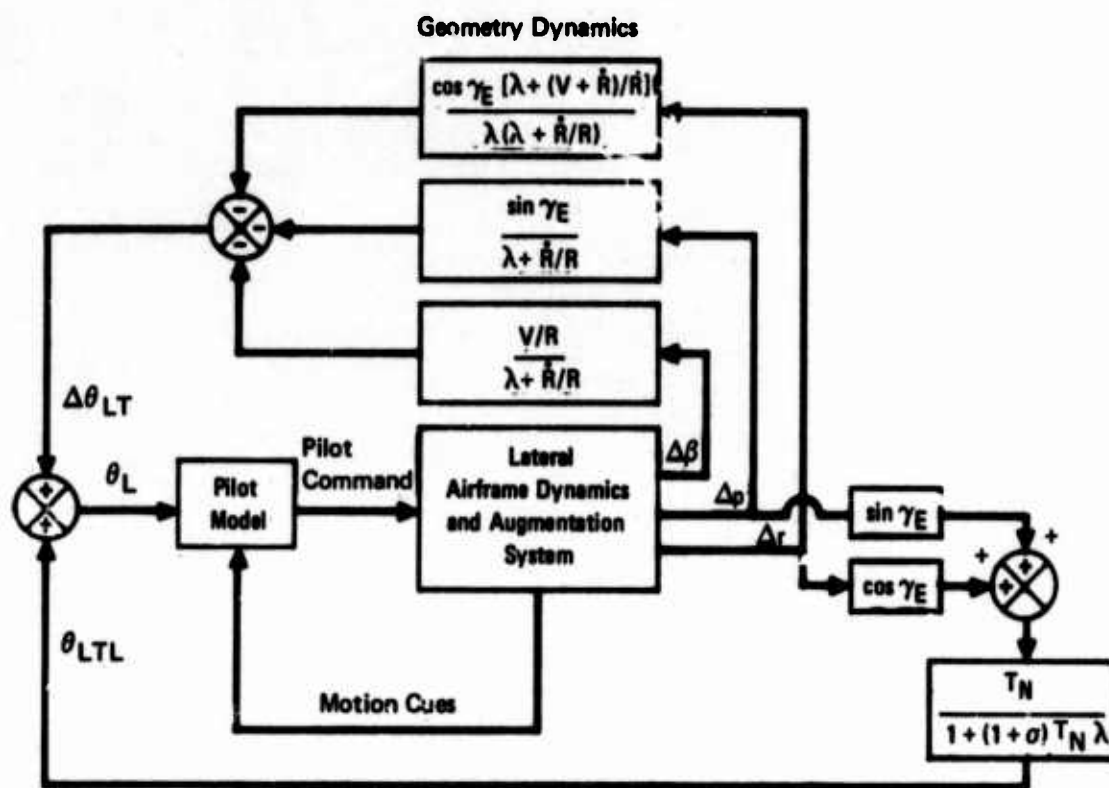 Geometry Dynamics
cos γE [λ + (V + Ṙ)/R]
λ(λ + Ṙ/R)
sin γE
λ + Ṙ/R
V/R
λ + Ṙ/R
ΔθLT
θL
Pilot
Model
Pilot
Command
Lateral
Airframe Dynamics
and Augmentation
System
Δβ
Δp
Δr
sin γE
cos γE
+
+
+
+
-
-
-
+
+
θLTL
Motion Cues
TN
1 + (1 + σ) TN λ